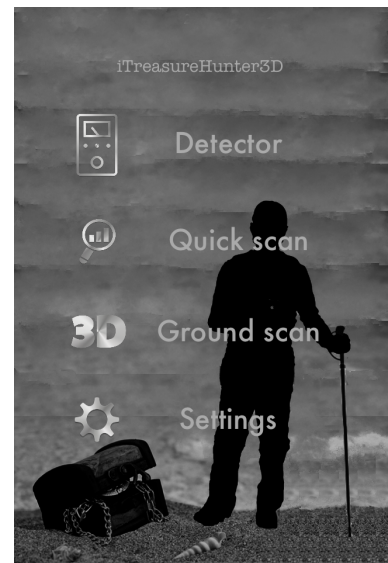 iTreasureHunter3D
Detector
Quick scan
3D Ground scan
Settings